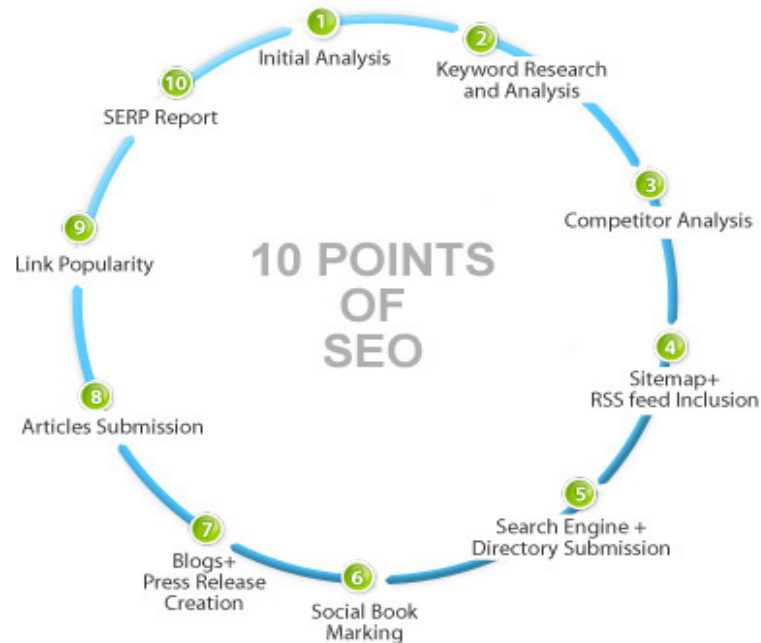 1
Initial Analysis
2
Keyword Research
and Analysis
3
Competitor Analysis
4
Sitemap+
RSS feed Inclusion
5
Search Engine +
Directory Submission
6
Social Book
Marking
7
Blogs+
Press Release
Creation
8
Articles Submission
9
Link Popularity
10
SERP Report
10 POINTS
OF
SEO